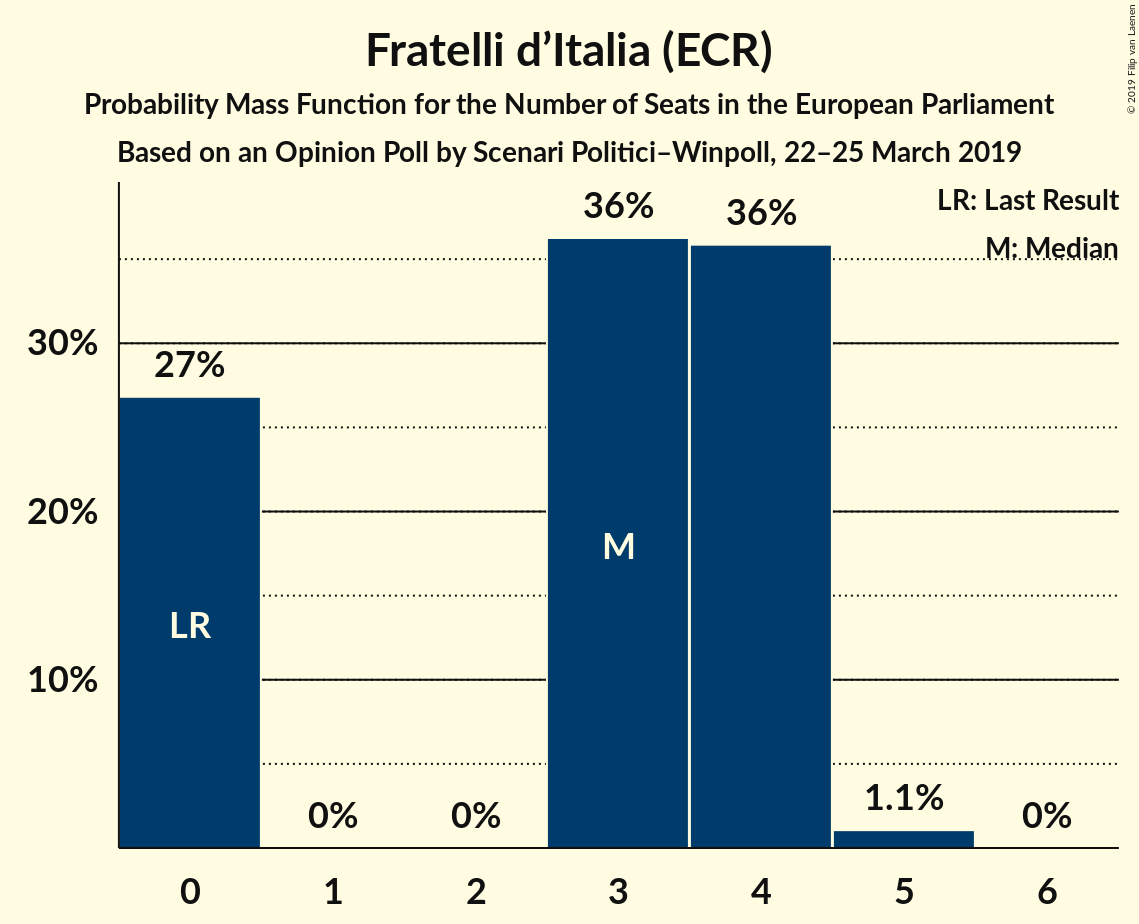 Fratelli d’Italia (ECR)
Probability Mass Function for the Number of Seats in the European Parliament
Based on an Opinion Poll by Scenari Politici–Winpoll, 22–25 March 2019
© 2019 Filip van Laenen
LR: Last Result
M: Median
36%
36%
30%
27%
20%
M
LR
10%
1.1%
0%
0%
0%
0 1 2 3 4 5 6